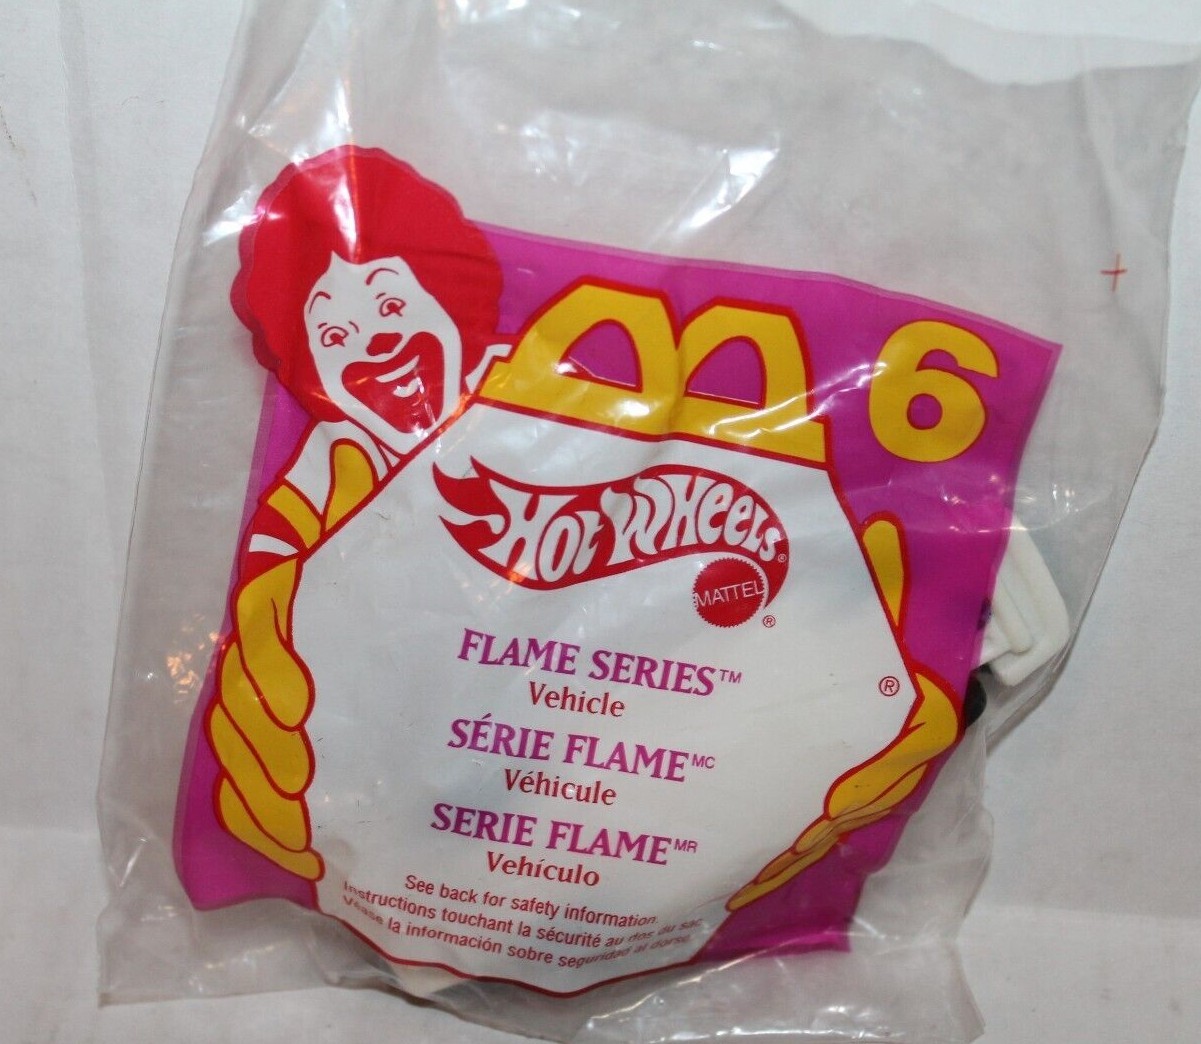 6
Hot Wheels®
MATTEL®
FLAME SERIES™
Vehicle
®
SÉRIE FLAME MC
Véhicule
SERIE FLAME MR
Vehículo
See back for safety information.
Instructions touchant la sécurité au dos du sac.
Véase la información sobre seguridad al dorso.